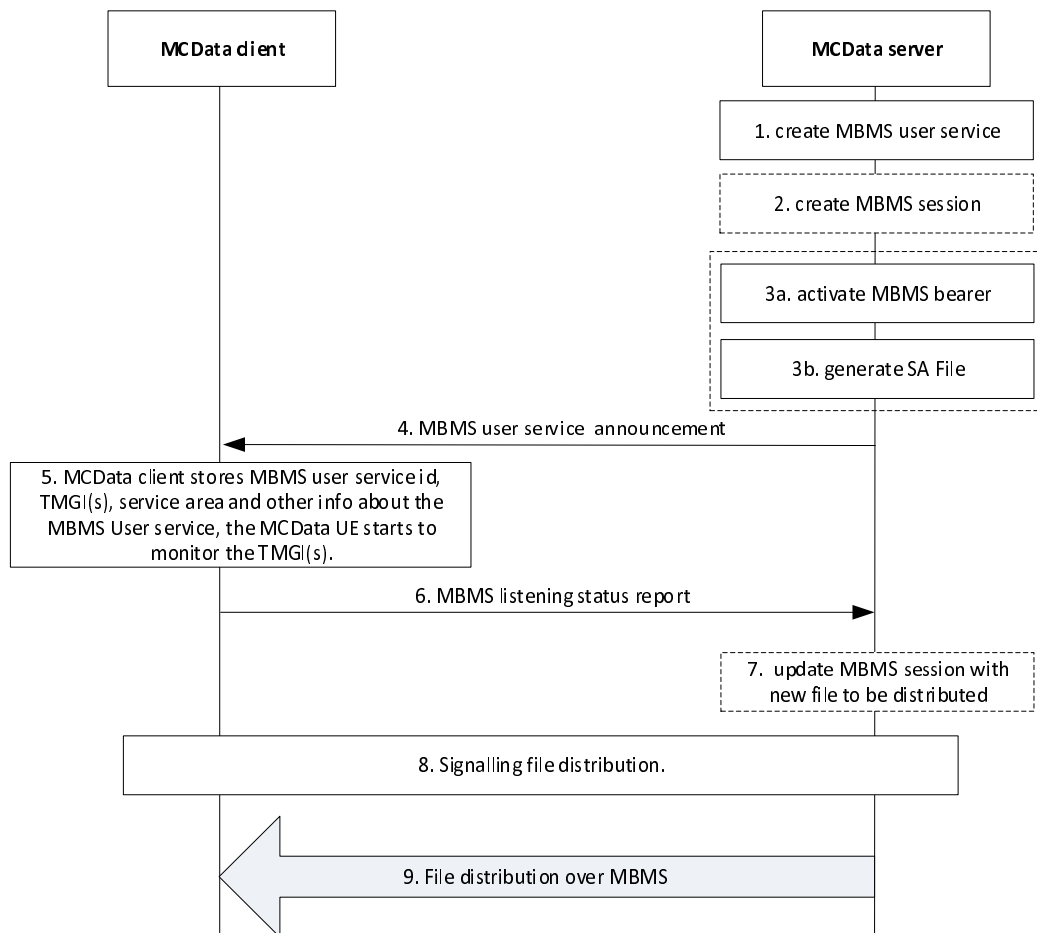 MCData client
MCData server
1. create MBMS user service
2. create MBMS session
3a. activate MBMS bearer
3b. generate SA File
4. MBMS user service announcement
5. MCData client stores MBMS user service id,
TMGI(s), service area and other info about the
MBMS User service, the MCData UE starts to
monitor the TMGI(s).
6. MBMS listening status report
7. update MBMS session with
new file to be distributed
8. Signalling file distribution.
9. File distribution over MBMS